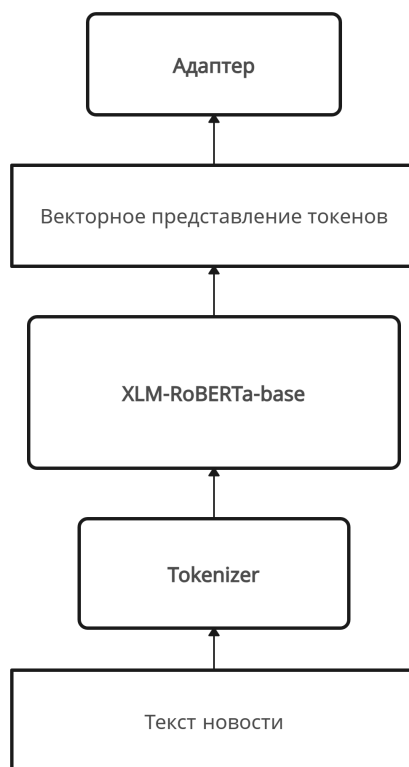 Адаптер
Векторное представление токенов
XLM-RoBERTa-base
Tokenizer
Текст новости